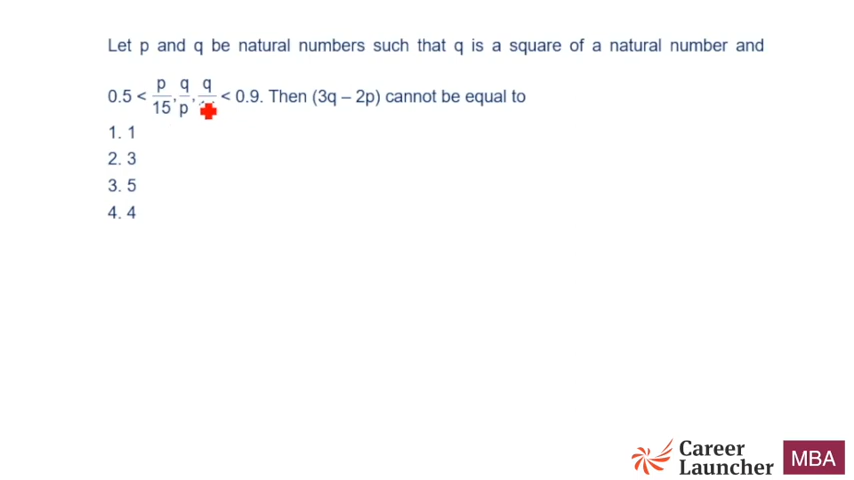 Let p and q be natural numbers such that q is a square of a natural number and
0.5 < p/15, q/p, q/ < 0.9. Then (3q – 2p) cannot be equal to
1. 1
2. 3
3. 5
4. 4
Career
Launcher
MBA